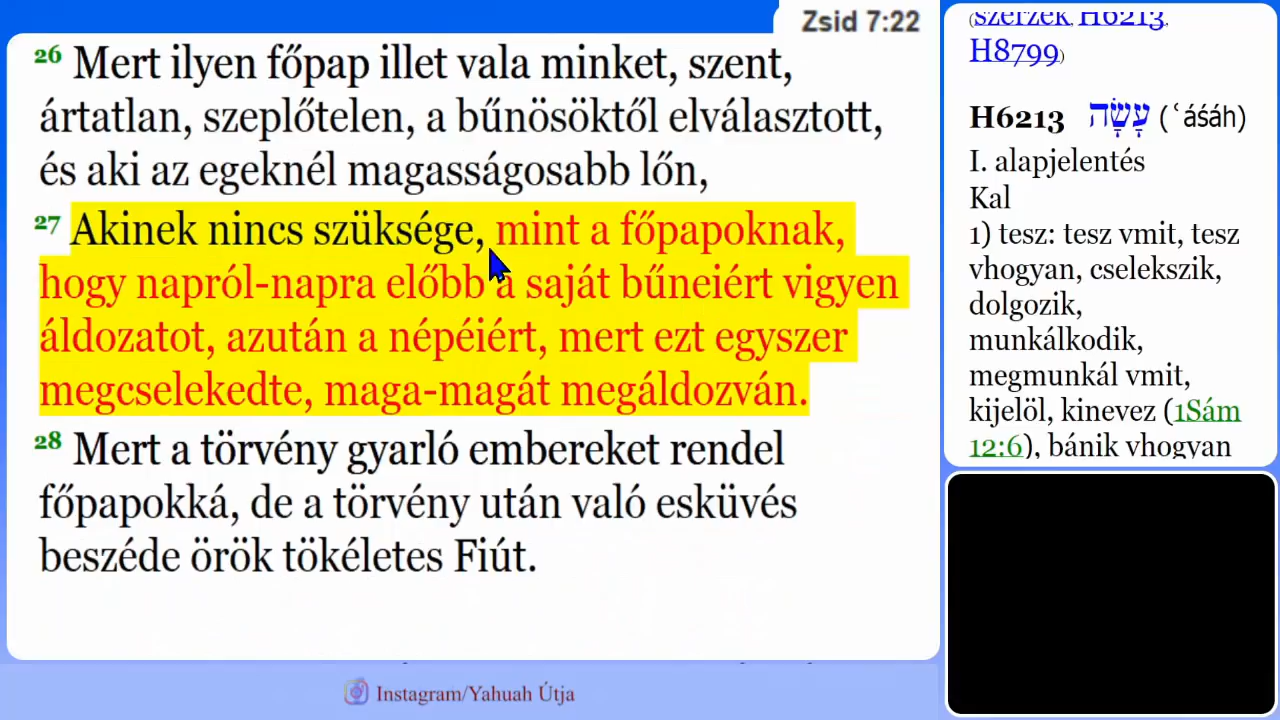 Zsid 7:22
26 Mert ilyen főpap illet vala minket, szent,
ártatlan, szeplőtelen, a bűnösöktől elválasztott,
és aki az egeknél magasságosabb lőn,
27 Akinek nincs szüksége, mint a főpapoknak,
hogy napról-napra előbb a saját bűneiért vigyen
áldozatot, azután a népéiért, mert ezt egyszer
megcselekedte, maga-magát megáldozván.
28 Mert a törvény gyarló embereket rendel
főpapokká, de a törvény után való esküvés
beszéde örök tökéletes Fiút.
(szerzek, H6213,
H8799)
H6213 עָשָׂה (ʿáśáh)
I. alapjelentés
Kal
1) tesz: tesz vmit, tesz
vhogyan, cselekszik,
dolgozik,
munkálkodik,
megmunkál vmit,
kijelöl, kinevez (1Sám
12:6), bánik vhogyan
Instagram/Yahuah Útja